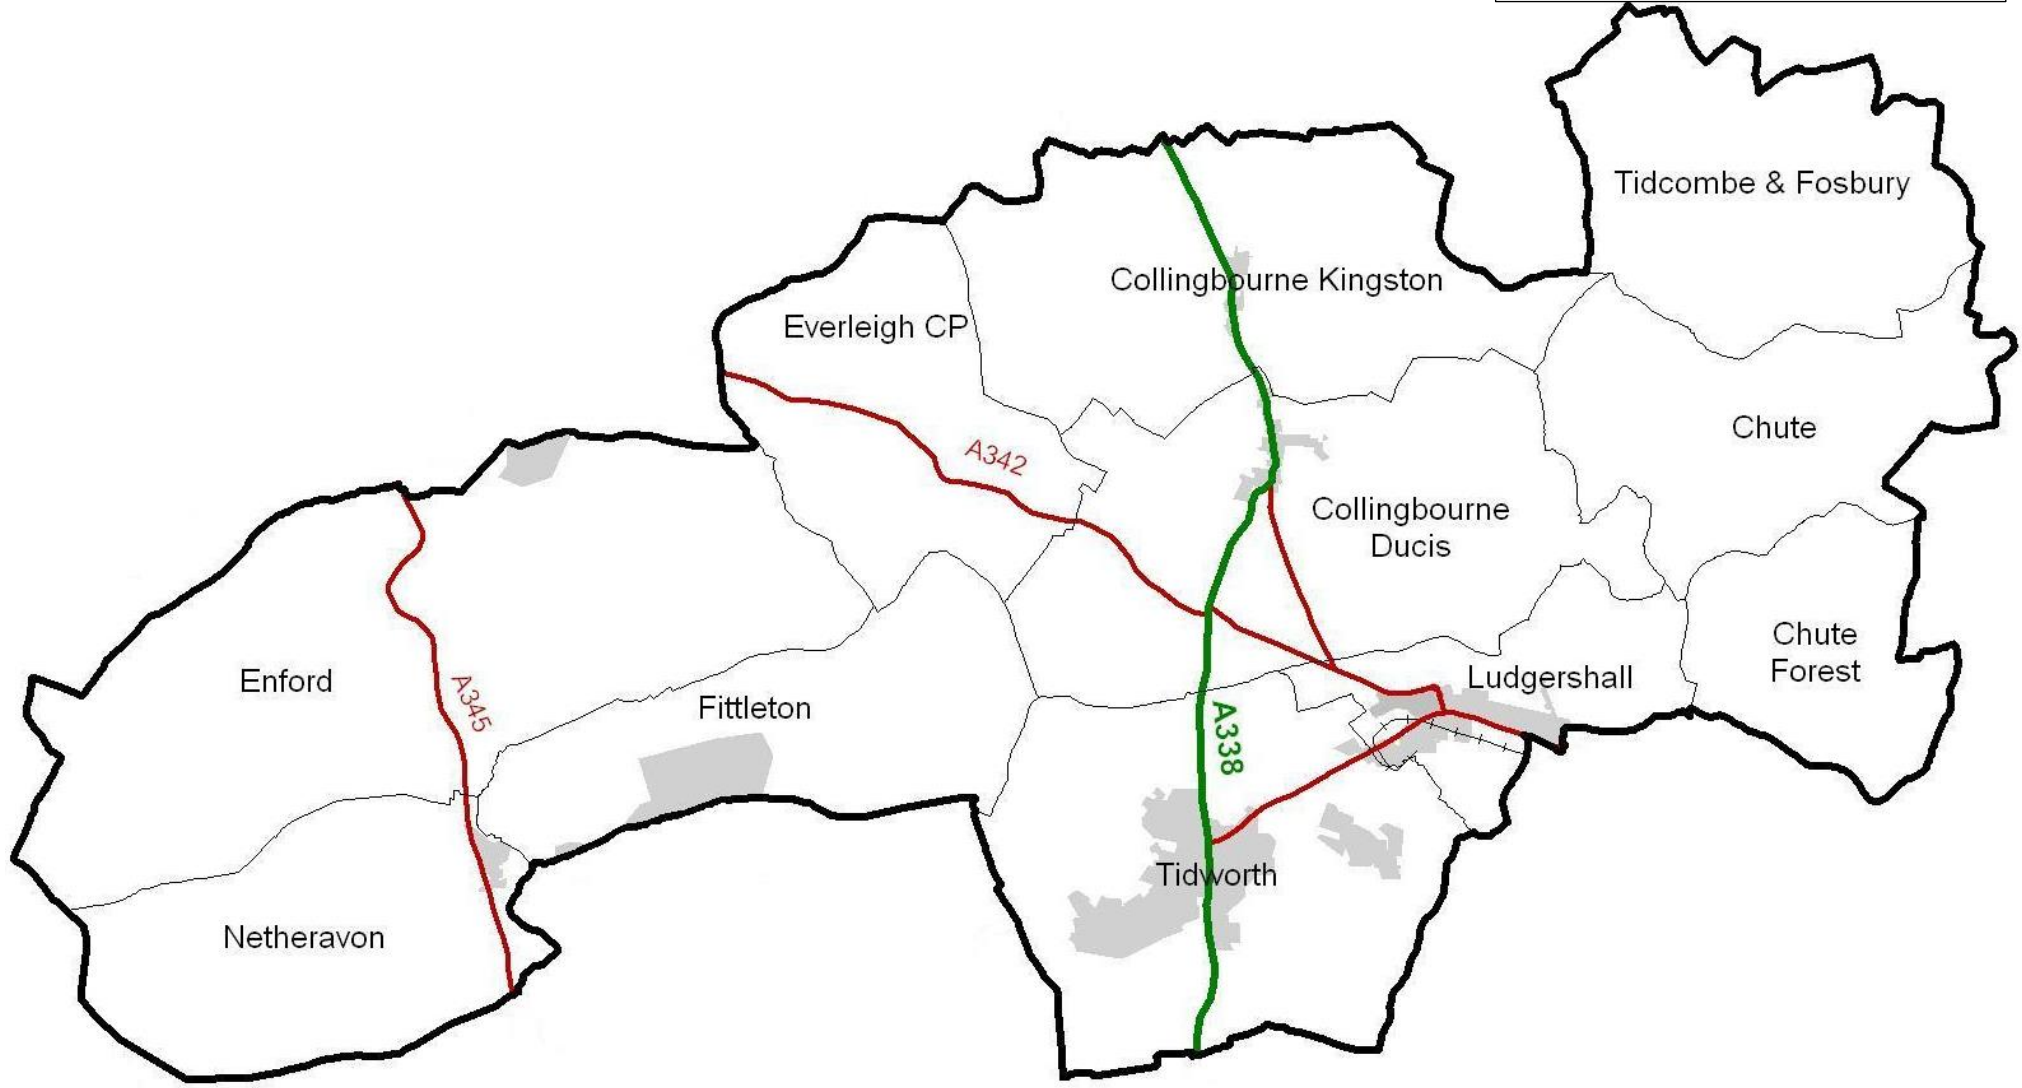 Tidcombe & Fosbury
Collingbourne Kingston
Everleigh CP
Chute
A342
Collingbourne
Ducis
Chute
Forest
Enford
Ludgershall
A345
Fittleton
A338
Tidworth
Netheravon